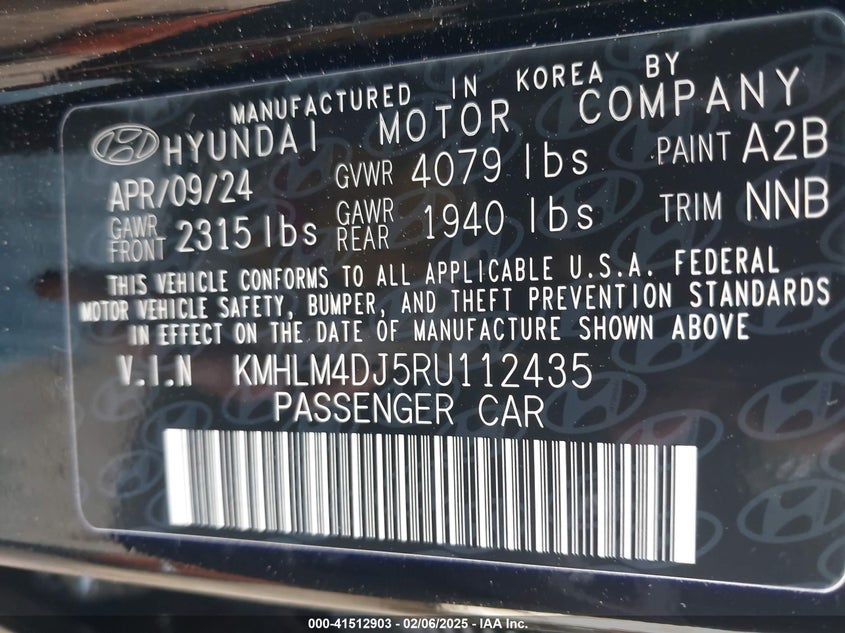 MANUFACTURED IN KOREA BY
HYUNDAI MOTOR COMPANY
APR/09/24 GVWR 4079 lbs PAINT A2B
GAWR FRONT 2315 lbs GAWR REAR 1940 lbs TRIM NNB
THIS VEHICLE CONFORMS TO ALL APPLICABLE U.S.A. FEDERAL
MOTOR VEHICLE SAFETY, BUMPER, AND THEFT PREVENTION STANDARDS
IN EFFECT ON THE DATE OF MANUFACTURE SHOWN ABOVE
V.I.N KMHLM4DJ5RU112435
PASSENGER CAR
000-41512903 - 02/06/2025 - IAA Inc.